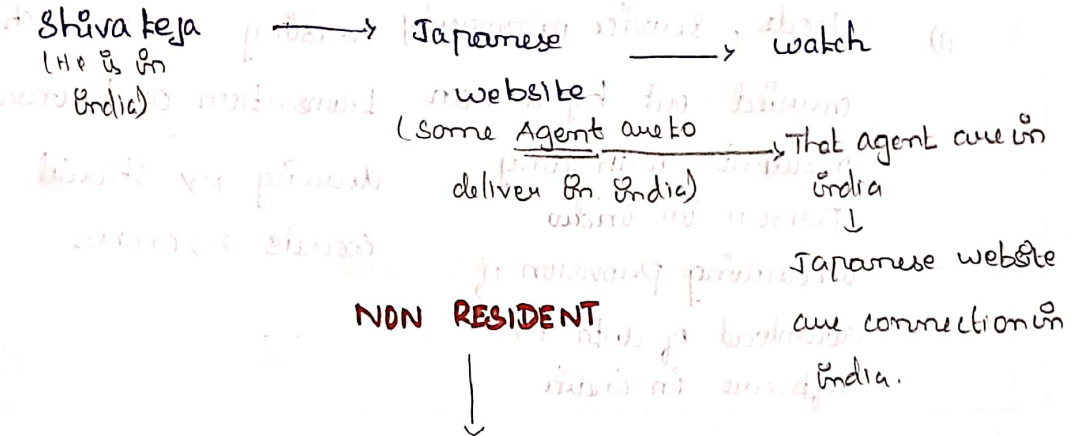 Shiva teja → Japanese → watch
(He is in
india)
website
(some Agent are to → That agent are in
deliver in india)
india
↓
Japanese website
NON RESIDENT
are connection in
india.
↓